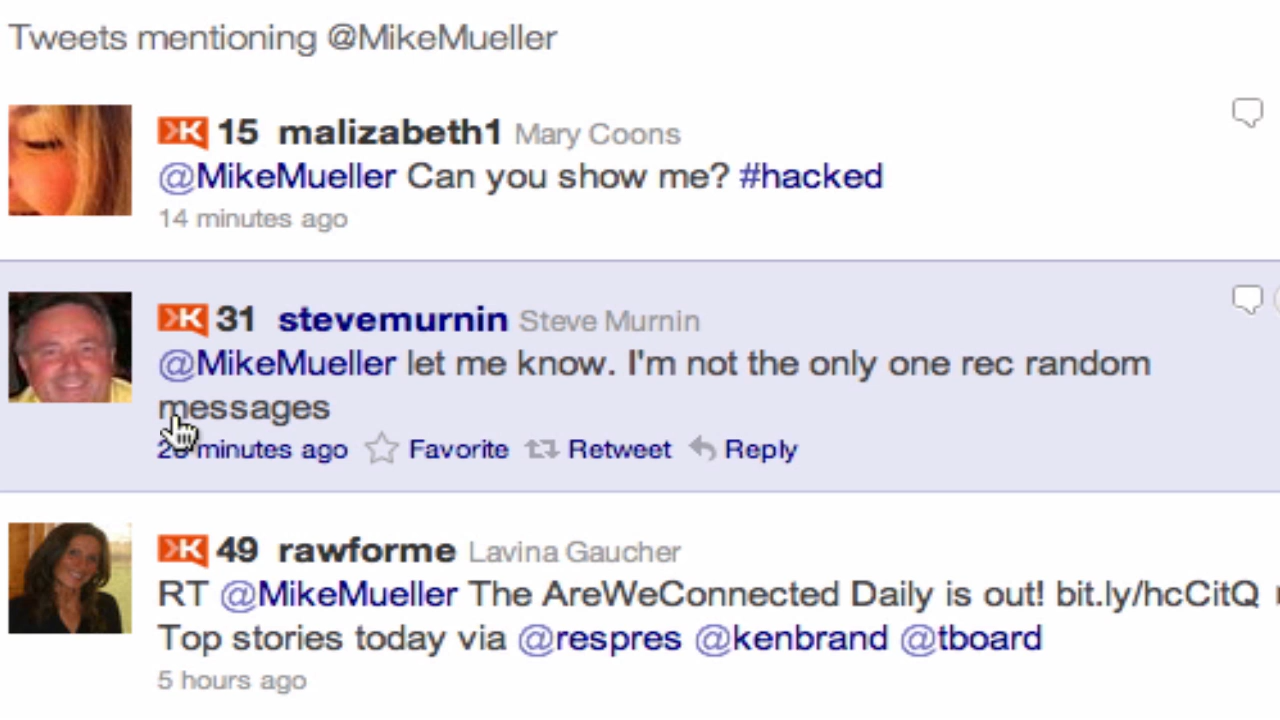 Tweets mentioning @MikeMueller
K 15 malizabeth1 Mary Coons
@MikeMueller Can you show me? #hacked
14 minutes ago
K 31 stevemurnin Steve Murnin
@MikeMueller let me know. I'm not the only one rec random
messages
minutes ago Favorite Retweet Reply
K 49 rawforme Lavina Gaucher
RT @MikeMueller The AreWeConnected Daily is out! bit.ly/hcCitQ
Top stories today via @respres @kenbrand @tboard
5 hours ago